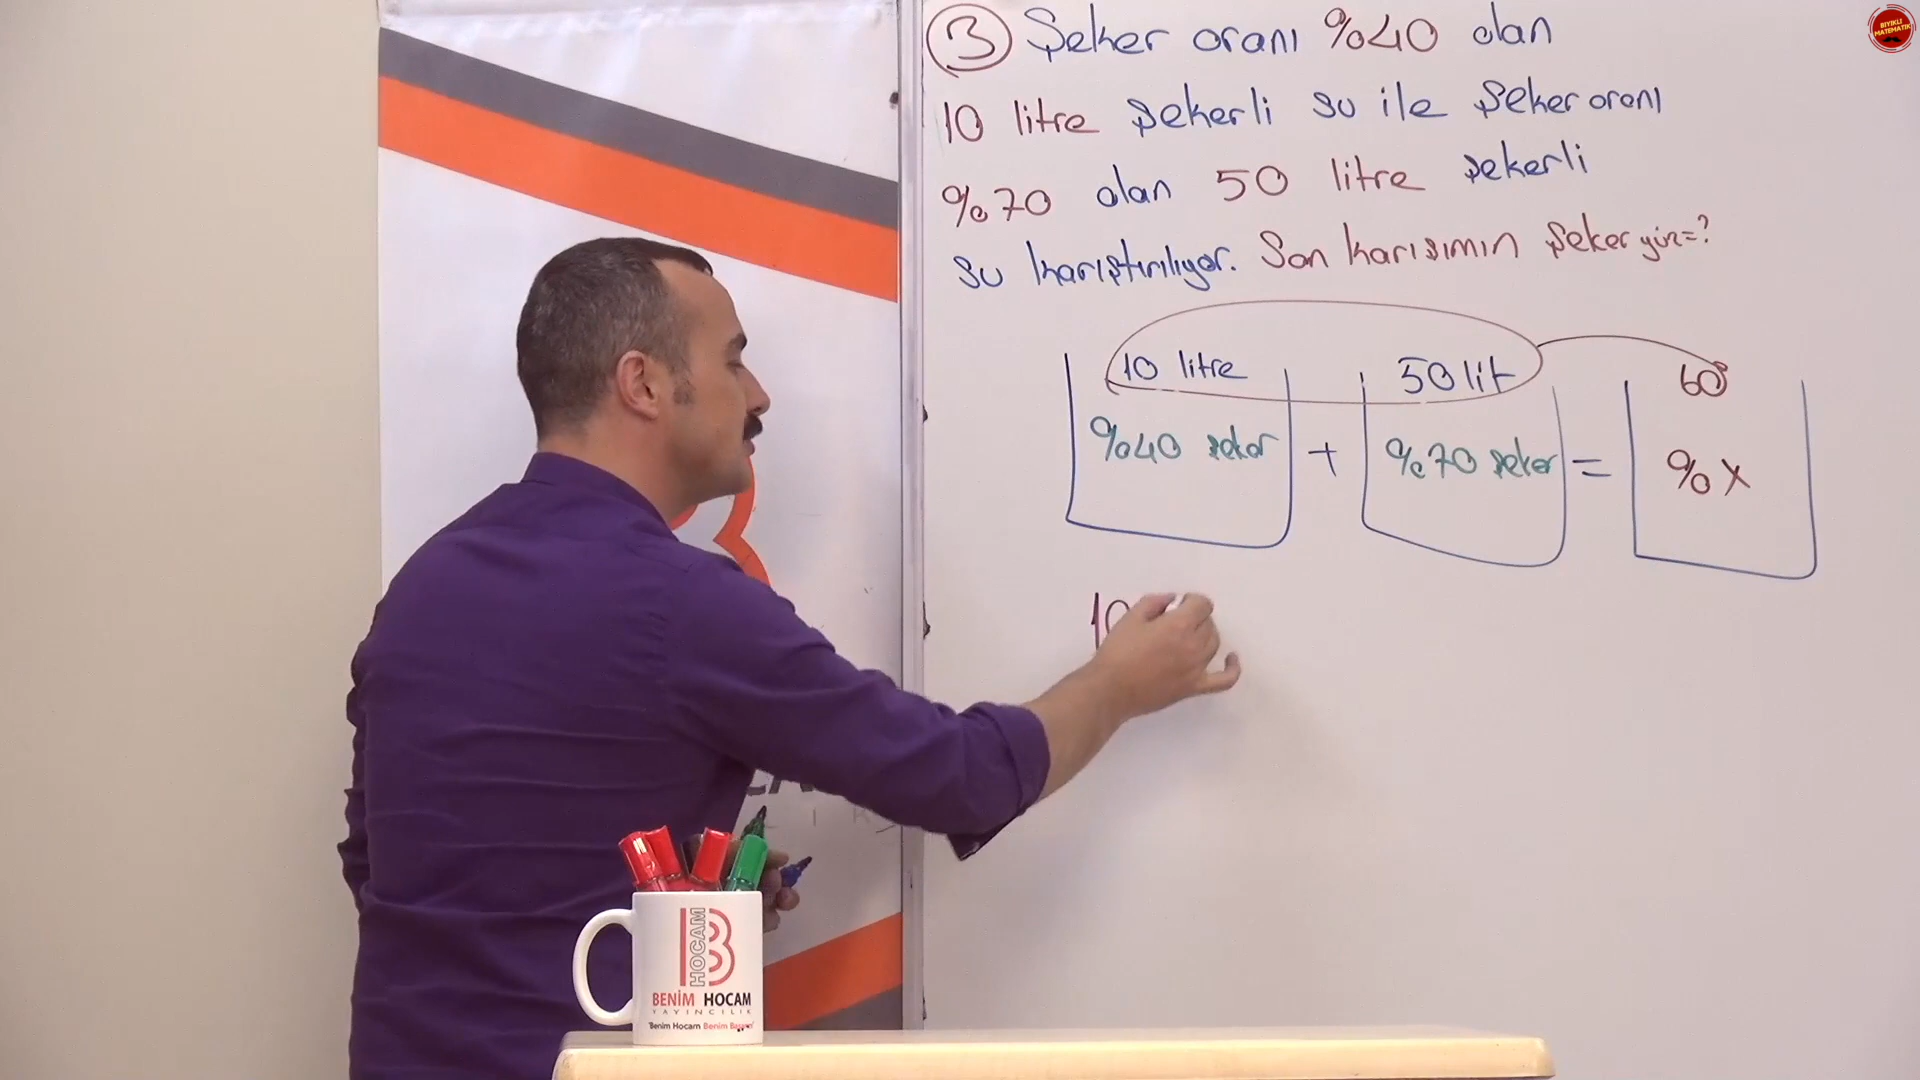 3 Şeker oranı %40 olan
10 litre şekerli su ile şeker oranı
%70 olan 50 litre şekerli
su karıştırılıyor. Son karışımın şeker yüz=?
10 litre
50 lit
60
%40 şeker
+
%70 şeker
=
%x
10
BIYIKLI
MATEMATİK
B
HOCAM
BENİM HOCAM
YAYINCILIK